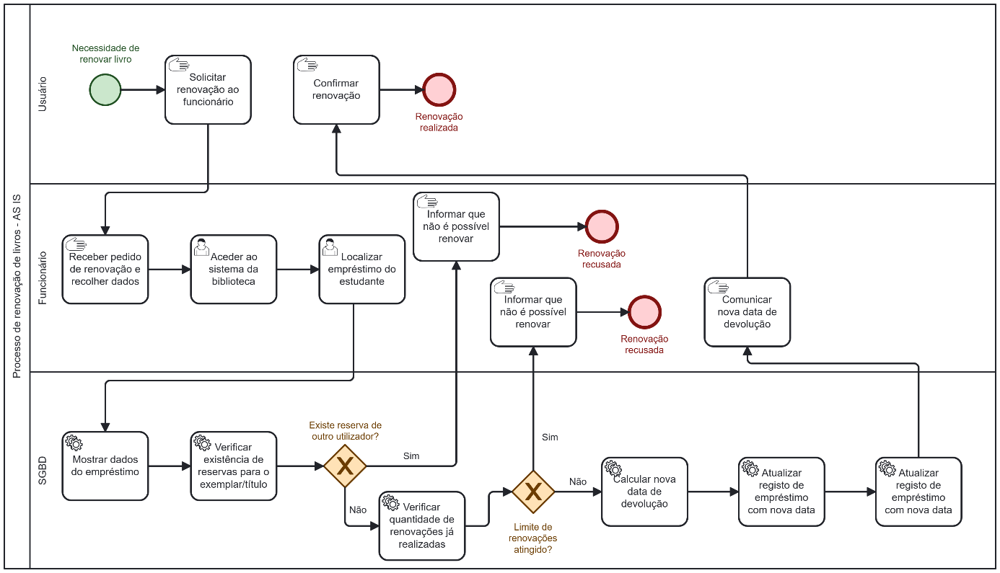 Processo de renovação de livros - AS IS
Usuário
Necessidade de
renovar livro
Solicitar
renovação ao
funcionário
Confirmar
renovação
Renovação
realizada
Funcionário
Receber pedido
de renovação e
recolher dados
Aceder ao
sistema da
biblioteca
Localizar
empréstimo do
estudante
Informar que
não é possível
renovar
Renovação
recusada
Informar que
não é possível
renovar
Renovação
recusada
Comunicar
nova data de
devolução
SGBD
Mostrar dados
do empréstimo
Verificar
existência de
reservas para o
exemplar/título
Existe reserva de
outro utilizador?
Sim
Não
Verificar
quantidade de
renovações já
realizadas
Sim
Limite de
renovações
atingido?
Não
Calcular nova
data de
devolução
Atualizar
registo de
empréstimo
com nova data
Atualizar
registo de
empréstimo
com nova data